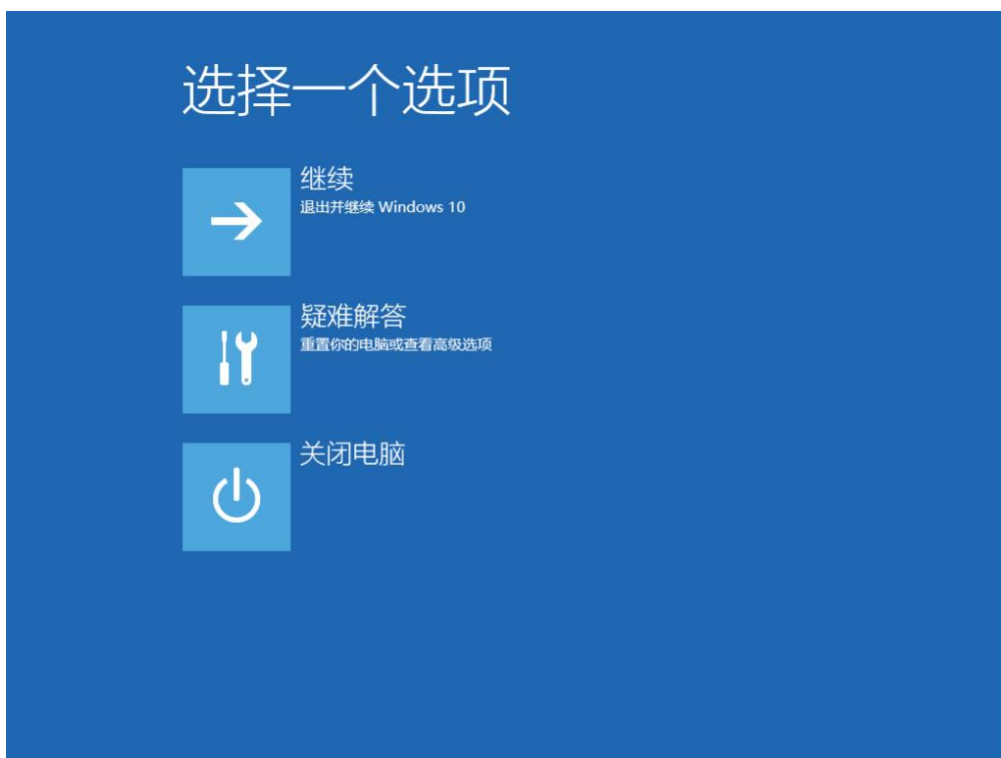 选择一个选项
继续
退出并继续 Windows 10
疑难解答
重置你的电脑或查看高级选项
关闭电脑